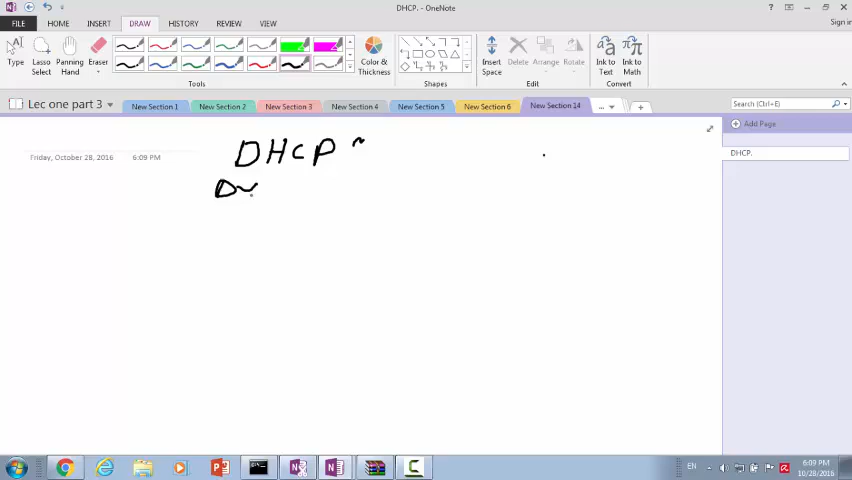 DHCP. - OneNote
? 
FILE HOME INSERT DRAW HISTORY REVIEW VIEW Sign in
Type Lasso Select Panning Hand Eraser Color & Thickness Insert Space Delete Arrange Rotate Ink to Text Ink to Math
Tools Shapes Edit Convert
Lec one part 3 New Section 1 New Section 2 New Section 3 New Section 4 New Section 5 New Section 6 New Section 14 ... + Search (Ctrl+E)
Add Page
DHCP.
DHCP
Friday, October 28, 2016 6:09 PM
EN 6:09 PM
10/28/2016